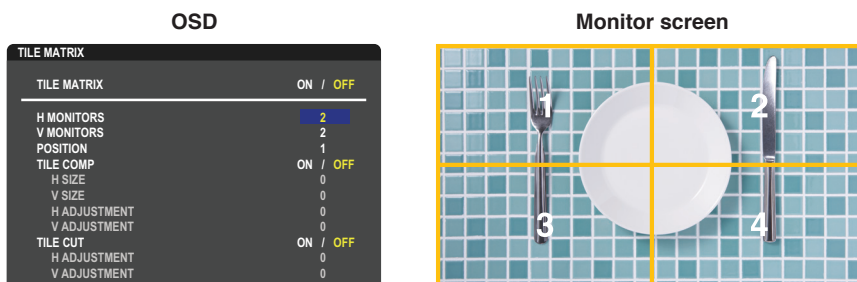 OSD
TILE MATRIX
TILE MATRIX ON / OFF
H MONITORS 2
V MONITORS 2
POSITION 1
TILE COMP ON / OFF
H SIZE 0
V SIZE 0
H ADJUSTMENT 0
V ADJUSTMENT 0
TILE CUT ON / OFF
H ADJUSTMENT 0
V ADJUSTMENT 0
Monitor screen
1 2
3 4